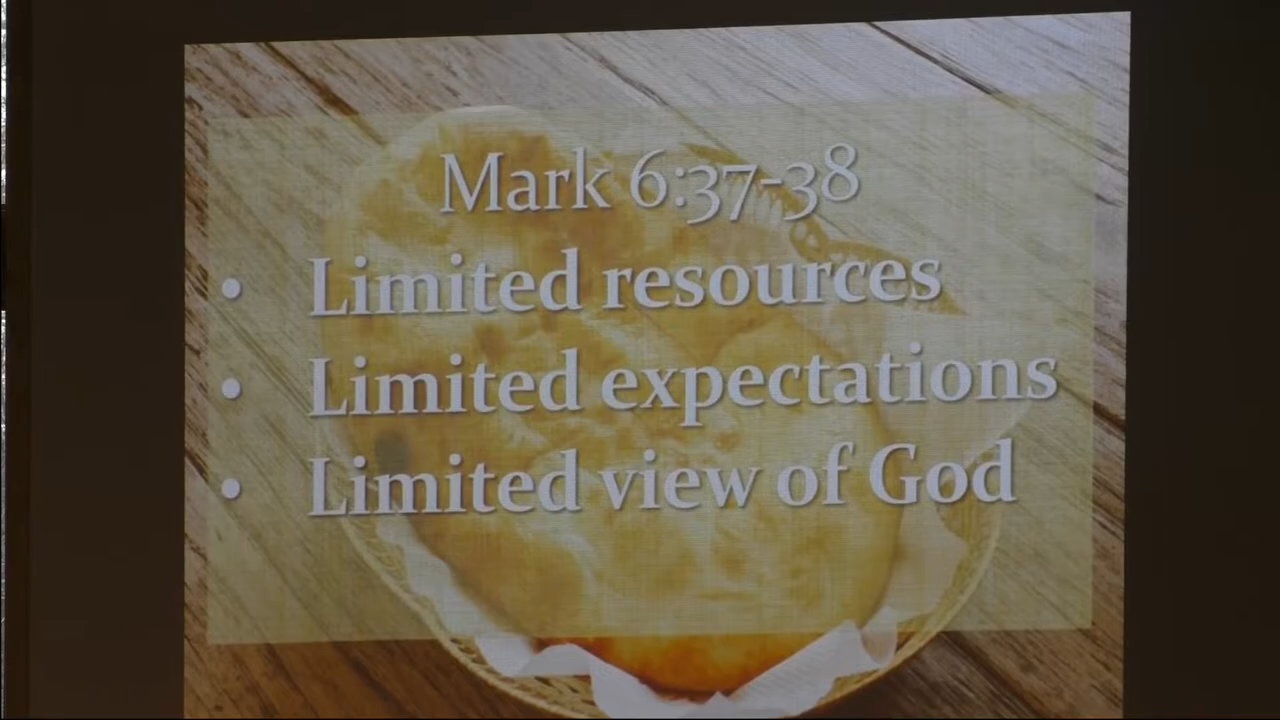 Mark 6:37-38
• Limited resources
• Limited expectations
• Limited view of God